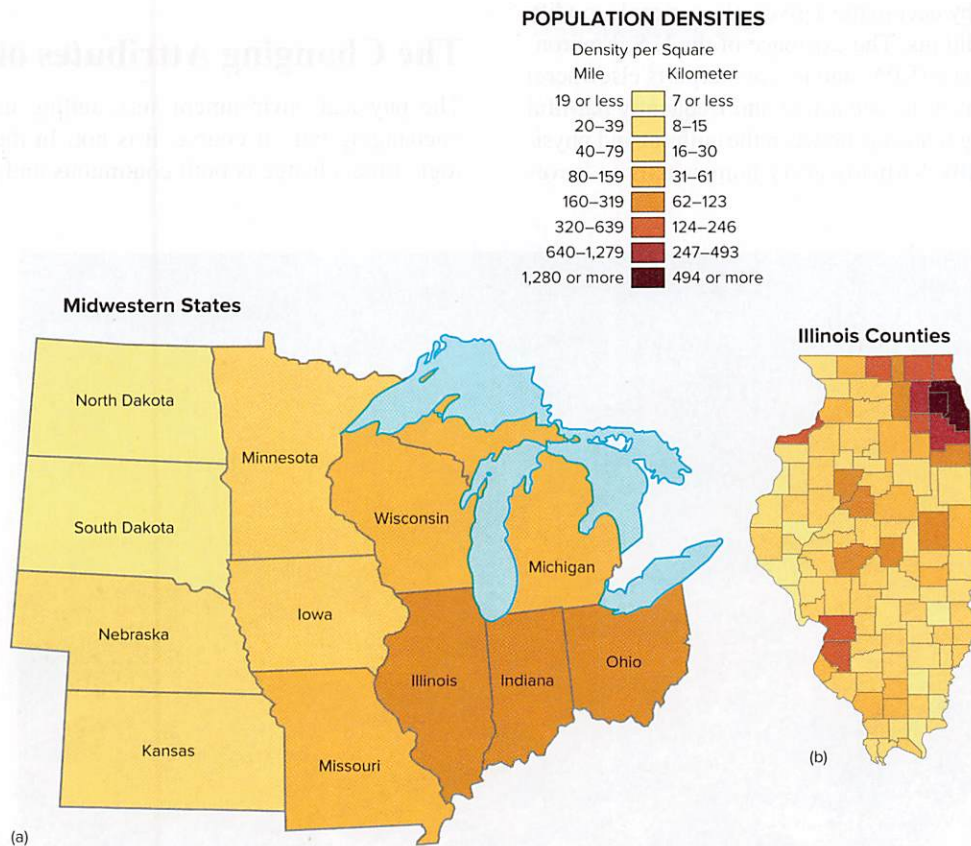 The Changing Attributes of
POPULATION DENSITIES
Density per Square
Mile Kilometer
19 or less 7 or less
20–39 8–15
40–79 16–30
80–159 31–61
160–319 62–123
320–639 124–246
640–1,279 247–493
1,280 or more 494 or more
Midwestern States
North Dakota
Minnesota
South Dakota
Wisconsin
Michigan
Nebraska
Iowa
Illinois
Indiana
Ohio
Kansas
Missouri
(a)
Illinois Counties
(b)